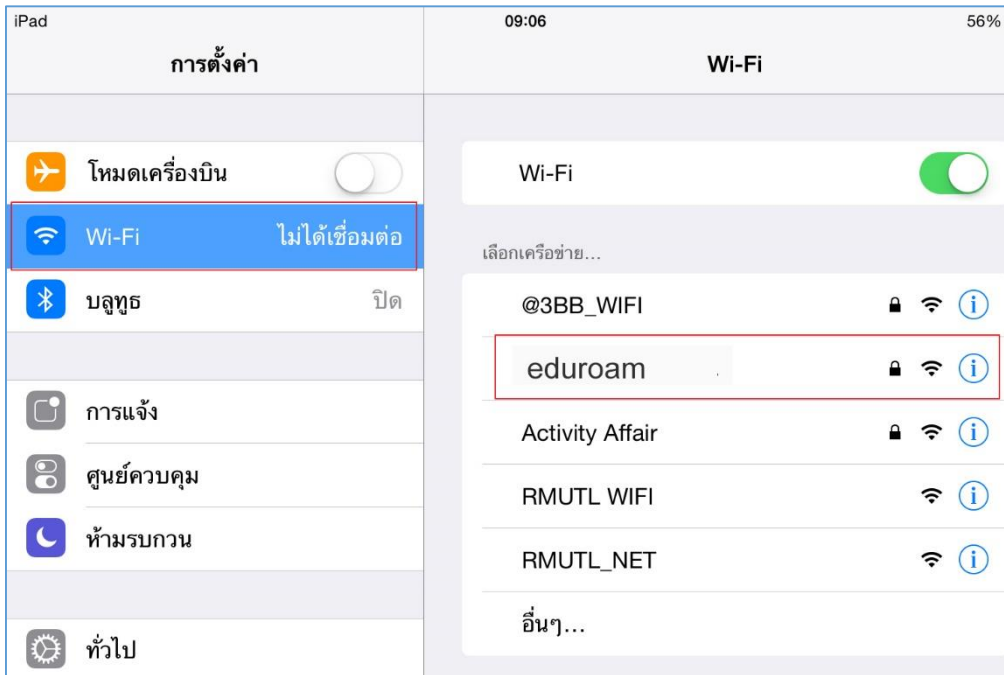 iPad 09:06 56%
การตั้งค่า
Wi-Fi
โหมดเครื่องบิน
Wi-Fi ไม่ได้เชื่อมต่อ
บลูทูธ ปิด
การแจ้ง
ศูนย์ควบคุม
ห้ามรบกวน
ทั่วไป
Wi-Fi
เลือกเครือข่าย...
@3BB_WIFI
eduroam
Activity Affair
RMUTL WIFI
RMUTL_NET
อื่นๆ...